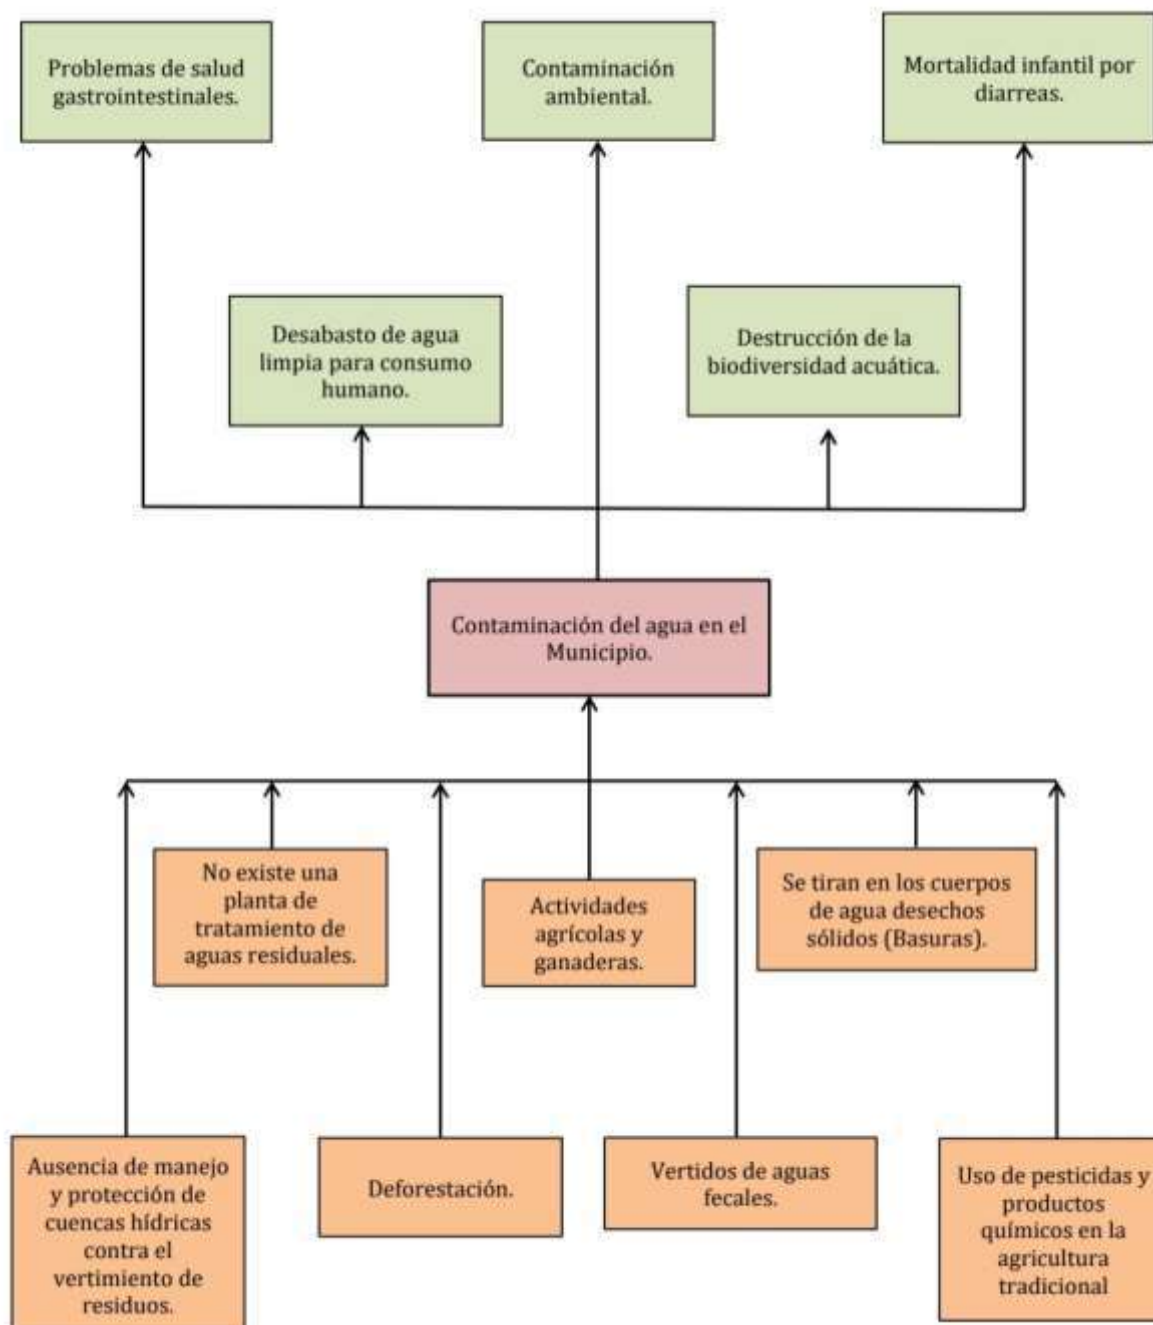 Problemas de salud
gastrointestinales.
Contaminación
ambiental.
Mortalidad infantil por
diarreas.
Desabasto de agua
limpia para consumo
humano.
Destrucción de la
biodiversidad acuática.
Contaminación del agua en el
Municipio.
No existe una
planta de
tratamiento de
aguas residuales.
Actividades
agrícolas y
ganaderas.
Se tiran en los cuerpos
de agua desechos
sólidos (Basuras).
Ausencia de manejo
y protección de
cuencas hídricas
contra el
vertimiento de
residuos.
Deforestación.
Vertidos de aguas
fecales.
Uso de pesticidas y
productos
químicos en la
agricultura
tradicional